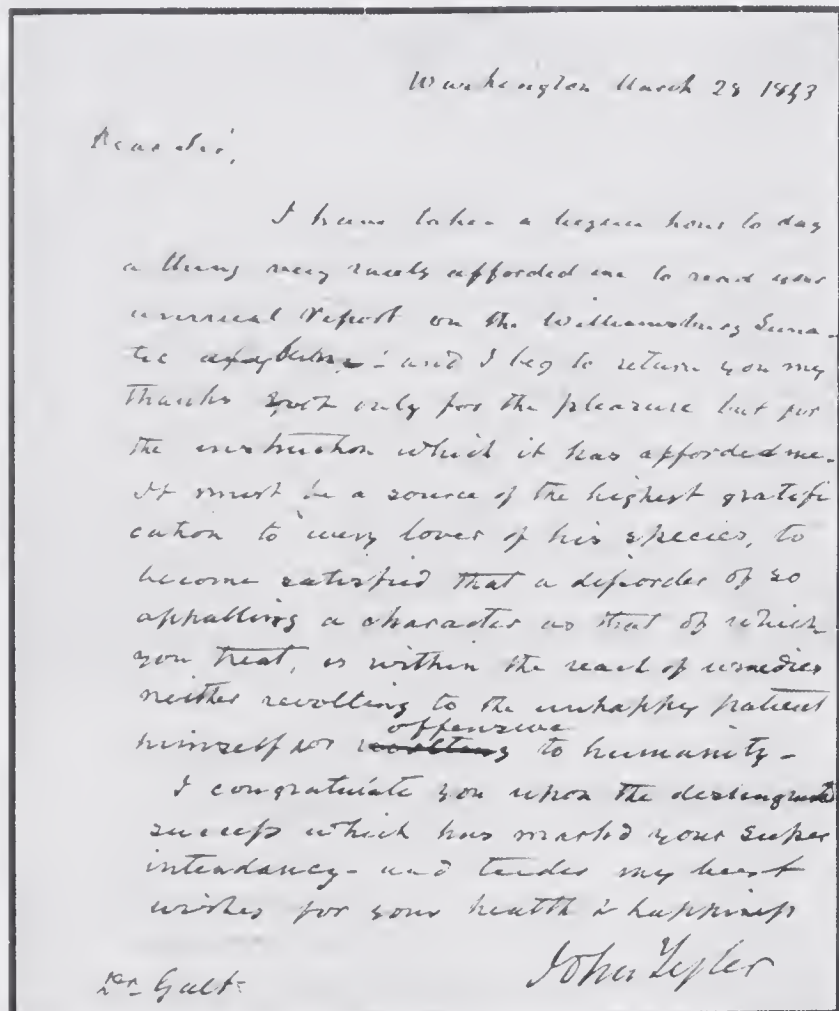 Washington March 28 1843
Dear Sir,
I have taken a leizure hour to day
a thing very rarely afforded me to read your
annual report on the Williamsburg Luna-
tic asylum - and I beg to return you my
thanks not only for the pleasure but for
the instruction which it has afforded me.
It must be a source of the highest gratifi
cation to every lover of his species, to
become satisfied that a disorder of so
appalling a character as that of which
you treat, is within the reach of remedies
neither revolting to the unhappy patient
offensive
himself nor revolting to humanity -
I congratulate you upon the distinguished
success which has marked your super
intendancy - and tender my best
wishes for your health & happiness
John Tyler
Dr. Galt